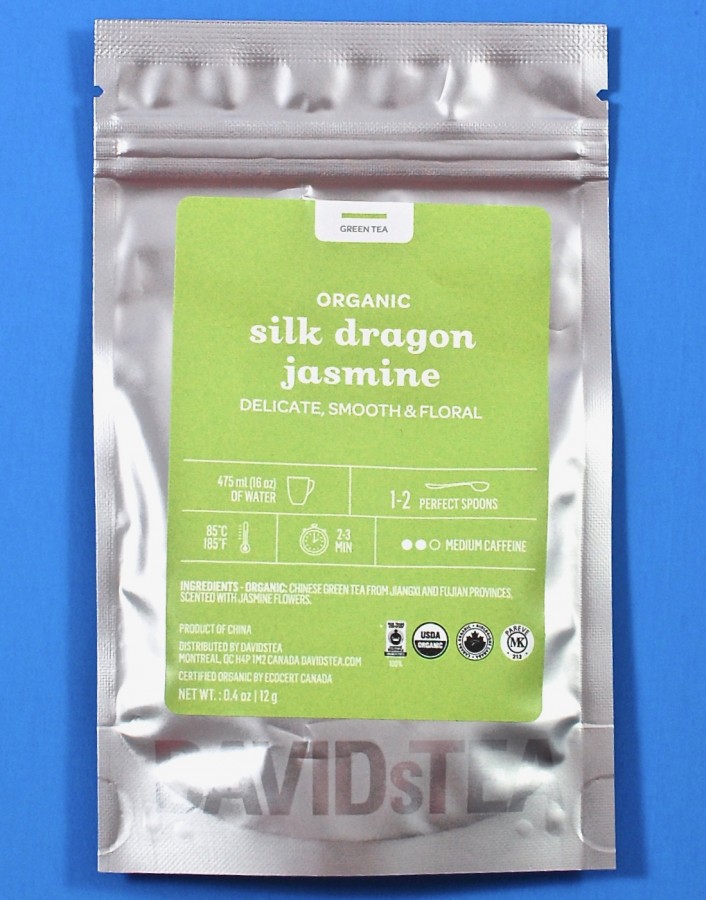 GREEN TEA
ORGANIC
silk dragon
jasmine
DELICATE, SMOOTH & FLORAL
475 ml (16 oz)
OF WATER
1-2 PERFECT SPOONS
85°C
185°F
2-3
MIN
MEDIUM CAFFEINE
INGREDIENTS - ORGANIC: CHINESE GREEN TEA FROM JIANGXI AND FUJIAN PROVINCES,
SCENTED WITH JASMINE FLOWERS.
PRODUCT OF CHINA
DISTRIBUTED BY DAVIDSTEA
MONTREAL, QC H4P 1M2 CANADA.DAVIDSTEA.COM
CERTIFIED ORGANIC BY ECOCERT CANADA
NET WT. : 0.4 oz | 12 g
100%
USDA
ORGANIC
PAREVE
MK
313
DAVIDsTEA